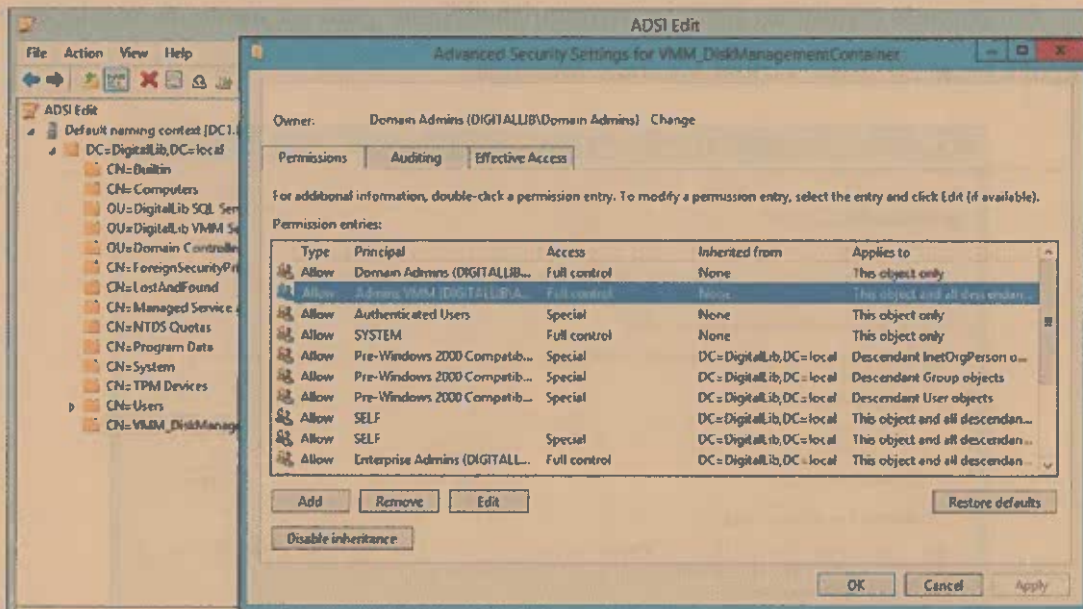 ADSI Edit
File Action View Help
Advanced Security Settings for VMM_DiskManagementContainer
ADSI Edit
Default naming context [DC1.
DC=DigitalLib,DC=local
CN=Builtin
CN=Computers
OU=DigitalLib SQL Ser
OU=DigitalLib VMM Se
OU=Domain Controlle
CN=ForeignSecurityPri
CN=LostAndFound
CN=Managed Service
CN=NTDS Quotas
CN=Program Data
CN=System
CN=TPM Devices
CN=Users
CN=VMM_DiskManage
Owner: Domain Admins (DIGITALLIB\Domain Admins) Change
Permissions Auditing Effective Access
For additional information, double-click a permission entry. To modify a permission entry, select the entry and click Edit (if available).
Permission entries:
Type Principal Access Inherited from Applies to
Allow Domain Admins (DIGITALLIB... Full control None This object only
Allow Admins VMM (DIGITALLIB\A... Full control None This object and all descendan...
Allow Authenticated Users Special None This object only
Allow SYSTEM Full control None This object only
Allow Pre-Windows 2000 Compatib... Special DC=DigitalLib,DC=local Descendant InetOrgPerson o...
Allow Pre-Windows 2000 Compatib... Special DC=DigitalLib,DC=local Descendant Group objects
Allow Pre-Windows 2000 Compatib... Special DC=DigitalLib,DC=local Descendant User objects
Allow SELF DC=DigitalLib,DC=local This object and all descendan...
Allow SELF Special DC=DigitalLib,DC=local This object and all descendan...
Allow Enterprise Admins (DIGITALL... Full control DC=DigitalLib,DC=local This object and all descendan...
Add Remove Edit Restore defaults
Disable inheritance
OK Cancel Apply